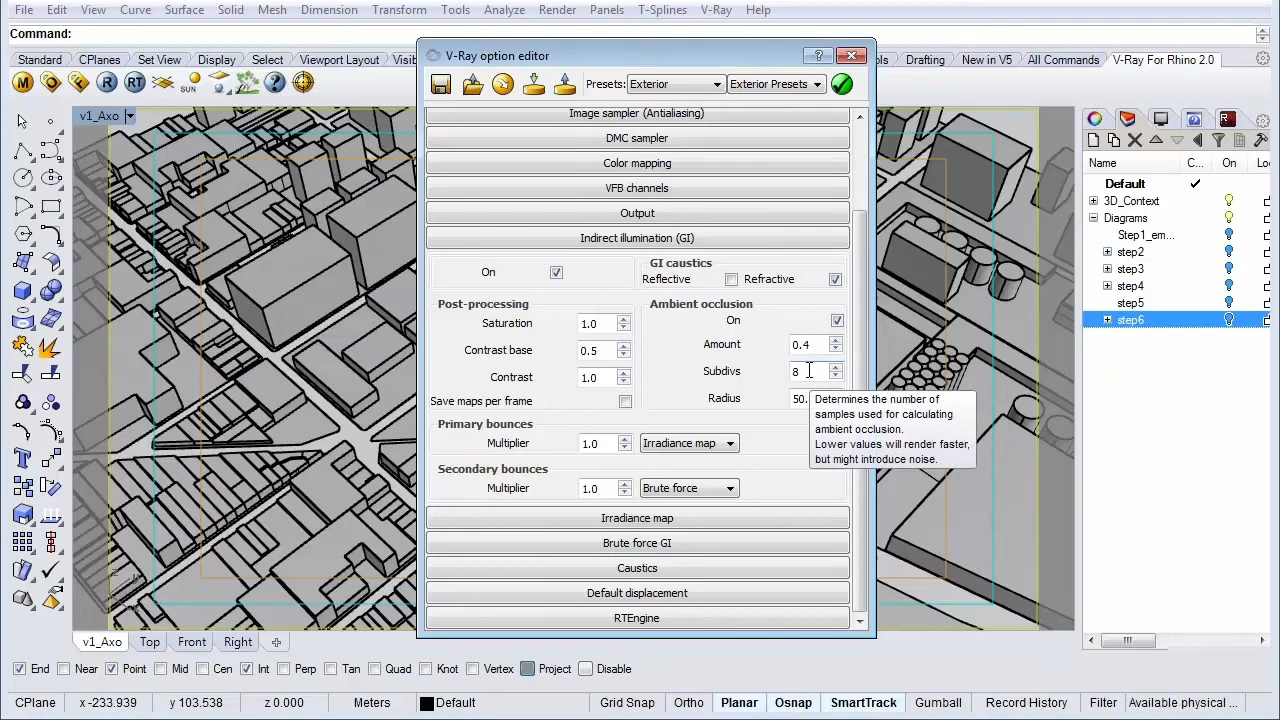 File Edit View Curve Surface Solid Mesh Dimension Transform Tools Analyze Render Panels T-Splines V-Ray Help
Command:
Standard CPlanes Set View Display Select Viewport Layout Drafting New in V5 All Commands V-Ray For Rhino 2.0
V-Ray option editor
Presets: Exterior Exterior Presets
M R RT SUN
v1_Axo
Image sampler (Antialiasing)
DMC sampler
Color mapping
VFB channels
Output
Indirect illumination (GI)
On
GI caustics
Reflective Refractive
Post-processing
Ambient occlusion
Saturation 1.0
On
Contrast base 0.5
Amount 0.4
Contrast 1.0
Subdivs 8
Save maps per frame
Radius 50.
Determines the number of
samples used for calculating
ambient occlusion.
Lower values will render faster,
but might introduce noise.
Primary bounces
Multiplier 1.0 Irradiance map
Secondary bounces
Multiplier 1.0 Brute force
Irradiance map
Brute force GI
Caustics
Default displacement
RTEngine
Name C... On
Default
3D_Context
Diagrams
Step1_em...
step2
step3
step4
step5
step6
v1_Axo Top Front Right
End Near Point Mid Cen Int Perp Tan Quad Knot Vertex Project Disable
CPlane x -233.939 y 103.538 z 0.000 Meters Default Grid Snap Ortho Planar Osnap SmartTrack Gumball Record History Filter Available physical ...